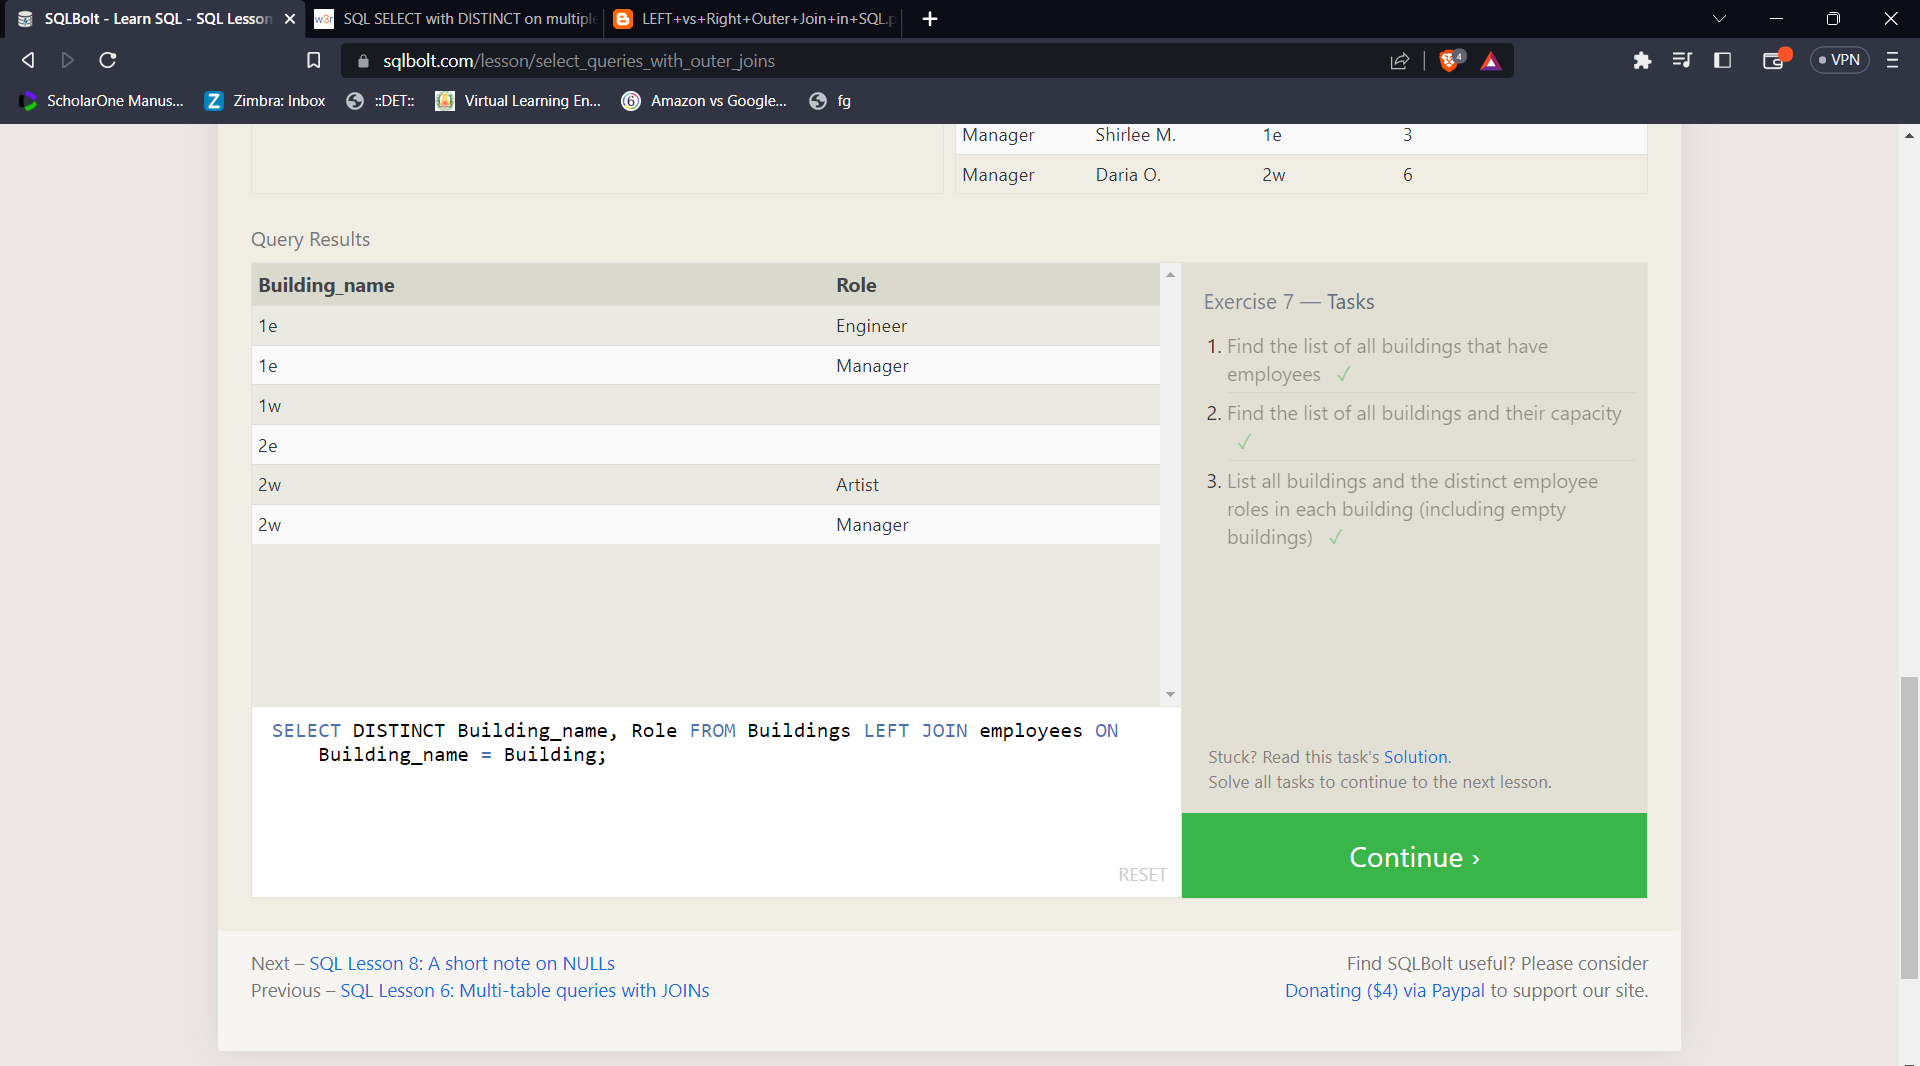 SQLBolt - Learn SQL - SQL Lesson
w3r SQL SELECT with DISTINCT on multiple
LEFT+vs+Right+Outer+Join+in+SQL.p
sqlbolt.com/lesson/select_queries_with_outer_joins
4
VPN
ScholarOne Manus...
Z Zimbra: Inbox
::DET::
Virtual Learning En...
6 Amazon vs Google...
fg
Manager Shirlee M. 1e 3
Manager Daria O. 2w 6
Query Results
Building_name Role
1e Engineer
1e Manager
1w
2e
2w Artist
2w Manager
SELECT DISTINCT Building_name, Role FROM Buildings LEFT JOIN employees ON
Building_name = Building;
RESET
Exercise 7 — Tasks
1. Find the list of all buildings that have
employees ✓
2. Find the list of all buildings and their capacity
✓
3. List all buildings and the distinct employee
roles in each building (including empty
buildings) ✓
Stuck? Read this task's Solution.
Solve all tasks to continue to the next lesson.
Continue ›
Next – SQL Lesson 8: A short note on NULLs
Previous – SQL Lesson 6: Multi-table queries with JOINs
Find SQLBolt useful? Please consider
Donating ($4) via Paypal to support our site.